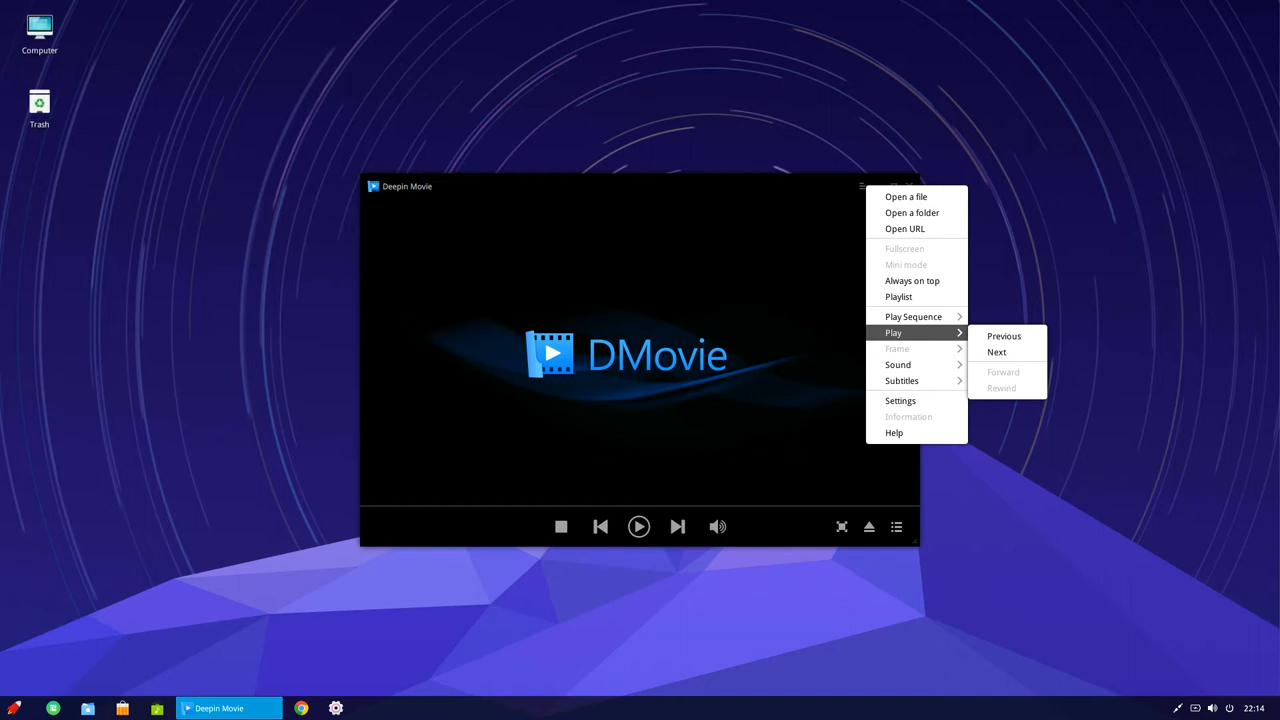 Computer
Trash
Deepin Movie
DMovie
Open a file
Open a folder
Open URL
Fullscreen
Mini mode
Always on top
Playlist
Play Sequence
Play
Frame
Sound
Subtitles
Settings
Information
Help
Previous
Next
Forward
Rewind
Deepin Movie
22:14